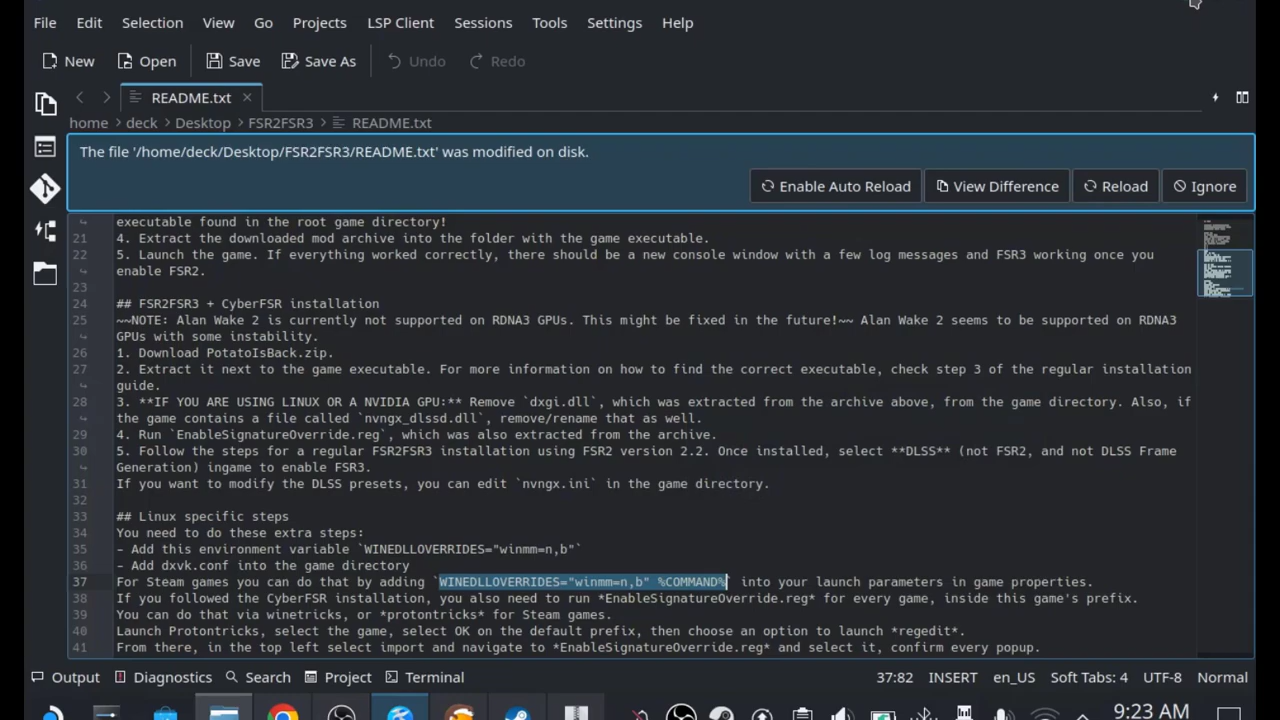 File Edit Selection View Go Projects LSP Client Sessions Tools Settings Help
New Open Save Save As Undo Redo
README.txt
home > deck > Desktop > FSR2FSR3 > README.txt
The file '/home/deck/Desktop/FSR2FSR3/README.txt' was modified on disk.
Enable Auto Reload View Difference Reload Ignore
executable found in the root game directory!
21 4. Extract the downloaded mod archive into the folder with the game executable.
22 5. Launch the game. If everything worked correctly, there should be a new console window with a few log messages and FSR3 working once you
enable FSR2.
23
24 ## FSR2FSR3 + CyberFSR installation
25 ~~NOTE: Alan Wake 2 is currently not supported on RDNA3 GPUs. This might be fixed in the future!~~ Alan Wake 2 seems to be supported on RDNA3
GPUs with some instability.
26 1. Download PotatoIsBack.zip.
27 2. Extract it next to the game executable. For more information on how to find the correct executable, check step 3 of the regular installation
guide.
28 3. **IF YOU ARE USING LINUX OR A NVIDIA GPU:** Remove `dxgi.dll`, which was extracted from the archive above, from the game directory. Also, if
the game contains a file called `nvngx_dlssd.dll`, remove/rename that as well.
29 4. Run `EnableSignatureOverride.reg`, which was also extracted from the archive.
30 5. Follow the steps for a regular FSR2FSR3 installation using FSR2 version 2.2. Once installed, select **DLSS** (not FSR2, and not DLSS Frame
Generation) ingame to enable FSR3.
31 If you want to modify the DLSS presets, you can edit `nvngx.ini` in the game directory.
32
33 ## Linux specific steps
34 You need to do these extra steps:
35 - Add this environment variable `WINEDLLOVERRIDES="winmm=n,b"`
36 - Add dxvk.conf into the game directory
37 For Steam games you can do that by adding `WINEDLLOVERRIDES="winmm=n,b" %COMMAND%` into your launch parameters in game properties.
38 If you followed the CyberFSR installation, you also need to run *EnableSignatureOverride.reg* for every game, inside this game's prefix.
39 You can do that via winetricks, or *protontricks* for Steam games.
40 Launch Protontricks, select the game, select OK on the default prefix, then choose an option to launch *regedit*.
41 From there, in the top left select import and navigate to *EnableSignatureOverride.reg* and select it, confirm every popup.
Output Diagnostics Search Project Terminal 37:82 INSERT en_US Soft Tabs: 4 UTF-8 Normal
9:23 AM